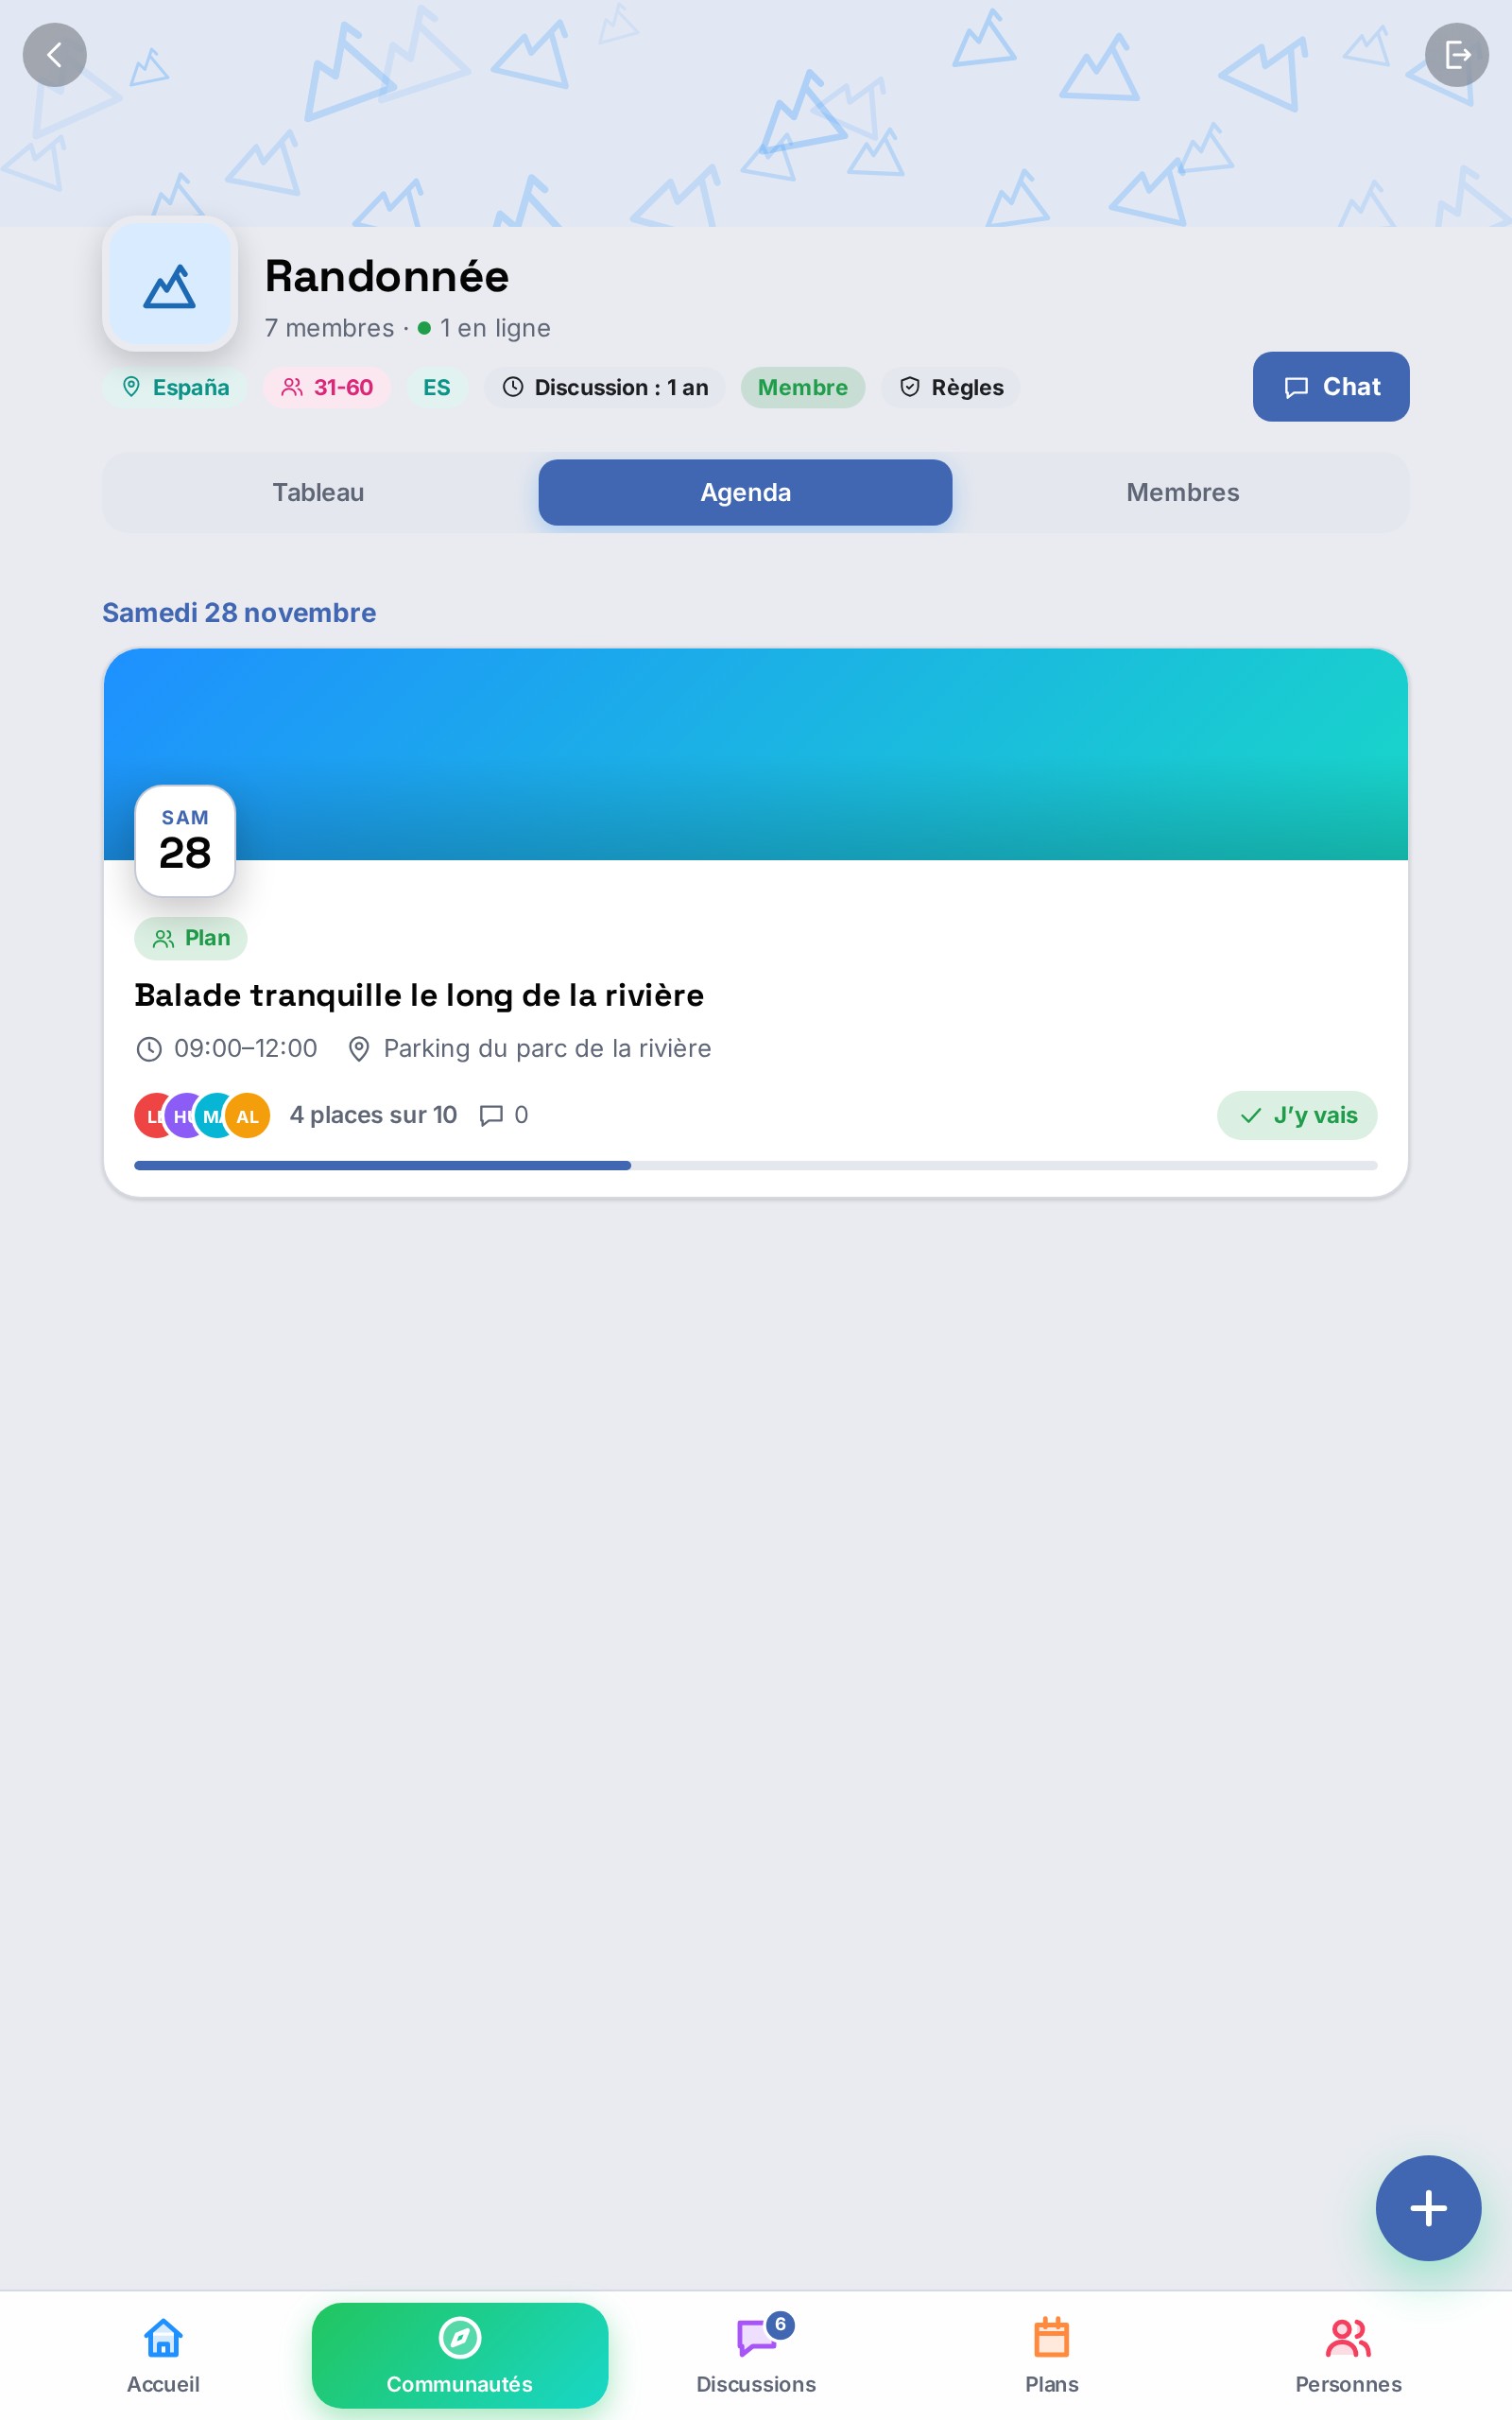 Randonnée
7 membres · 1 en ligne
España 31-60 ES Discussion : 1 an Membre Règles Chat
Tableau Agenda Membres
Samedi 28 novembre
SAM
28
Plan
Balade tranquille le long de la rivière
09:00–12:00 Parking du parc de la rivière
AL 4 places sur 10 0 J’y vais
6
Accueil Communautés Discussions Plans Personnes